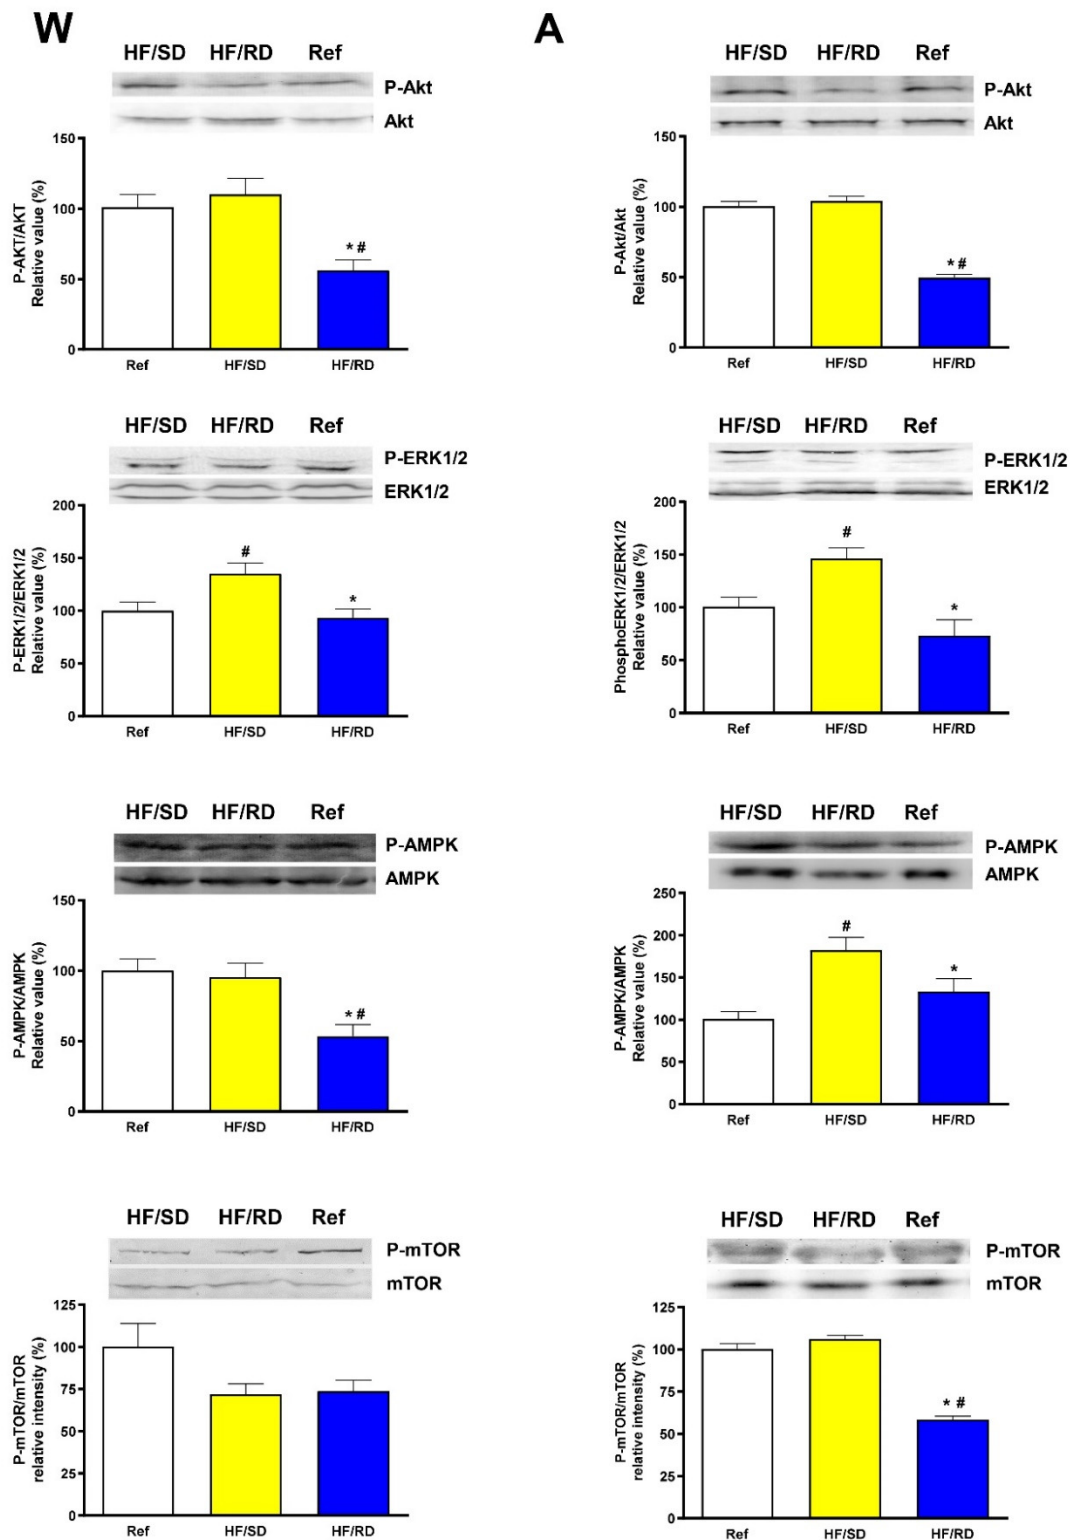 W
HF/SD HF/RD Ref
P-Akt
Akt
P-AKT/AKT
Relative value (%)
150
100
50
0
* #
Ref HF/SD HF/RD
HF/SD HF/RD Ref
P-ERK1/2
ERK1/2
P-ERK1/2/ERK1/2
Relative value (%)
200
150
100
50
0
#
*
Ref HF/SD HF/RD
HF/SD HF/RD Ref
P-AMPK
AMPK
P-AMPK/AMPK
Relative value (%)
150
100
50
0
* #
Ref HF/SD HF/RD
HF/SD HF/RD Ref
P-mTOR
mTOR
P-mTOR/mTOR
relative intensity (%)
125
100
75
50
25
0
Ref HF/SD HF/RD
A
HF/SD HF/RD Ref
P-Akt
Akt
P-Akt/Akt
Relative value (%)
150
100
50
0
* #
Ref HF/SD HF/RD
HF/SD HF/RD Ref
P-ERK1/2
ERK1/2
PhosphoERK1/2/ERK1/2
Relative value (%)
200
150
100
50
0
#
*
Ref HF/SD HF/RD
HF/SD HF/RD Ref
P-AMPK
AMPK
P-AMPK/AMPK
Relative value (%)
250
200
150
100
50
0
#
*
Ref HF/SD HF/RD
HF/SD HF/RD Ref
P-mTOR
mTOR
P-mTOR/mTOR
relative intensity (%)
125
100
75
50
25
0
* #
Ref HF/SD HF/RD